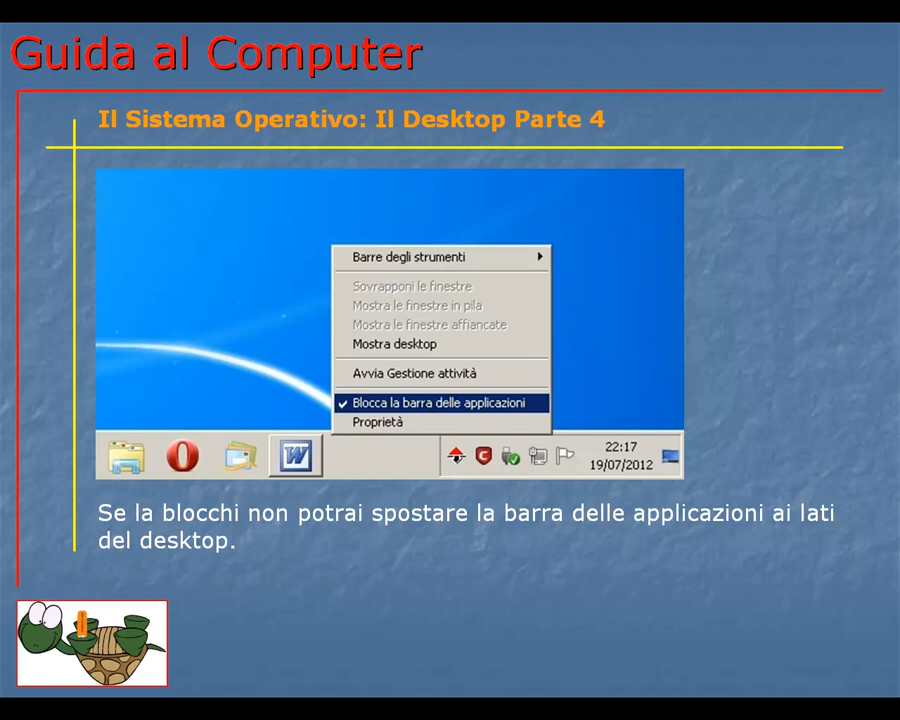 Guida al Computer
Il Sistema Operativo: Il Desktop Parte 4
Barre degli strumenti
Sovrapponi le finestre
Mostra le finestre in pila
Mostra le finestre affiancate
Mostra desktop
Avvia Gestione attività
Blocca la barra delle applicazioni
Proprietà
22:17
19/07/2012
Se la blocchi non potrai spostare la barra delle applicazioni ai lati
del desktop.